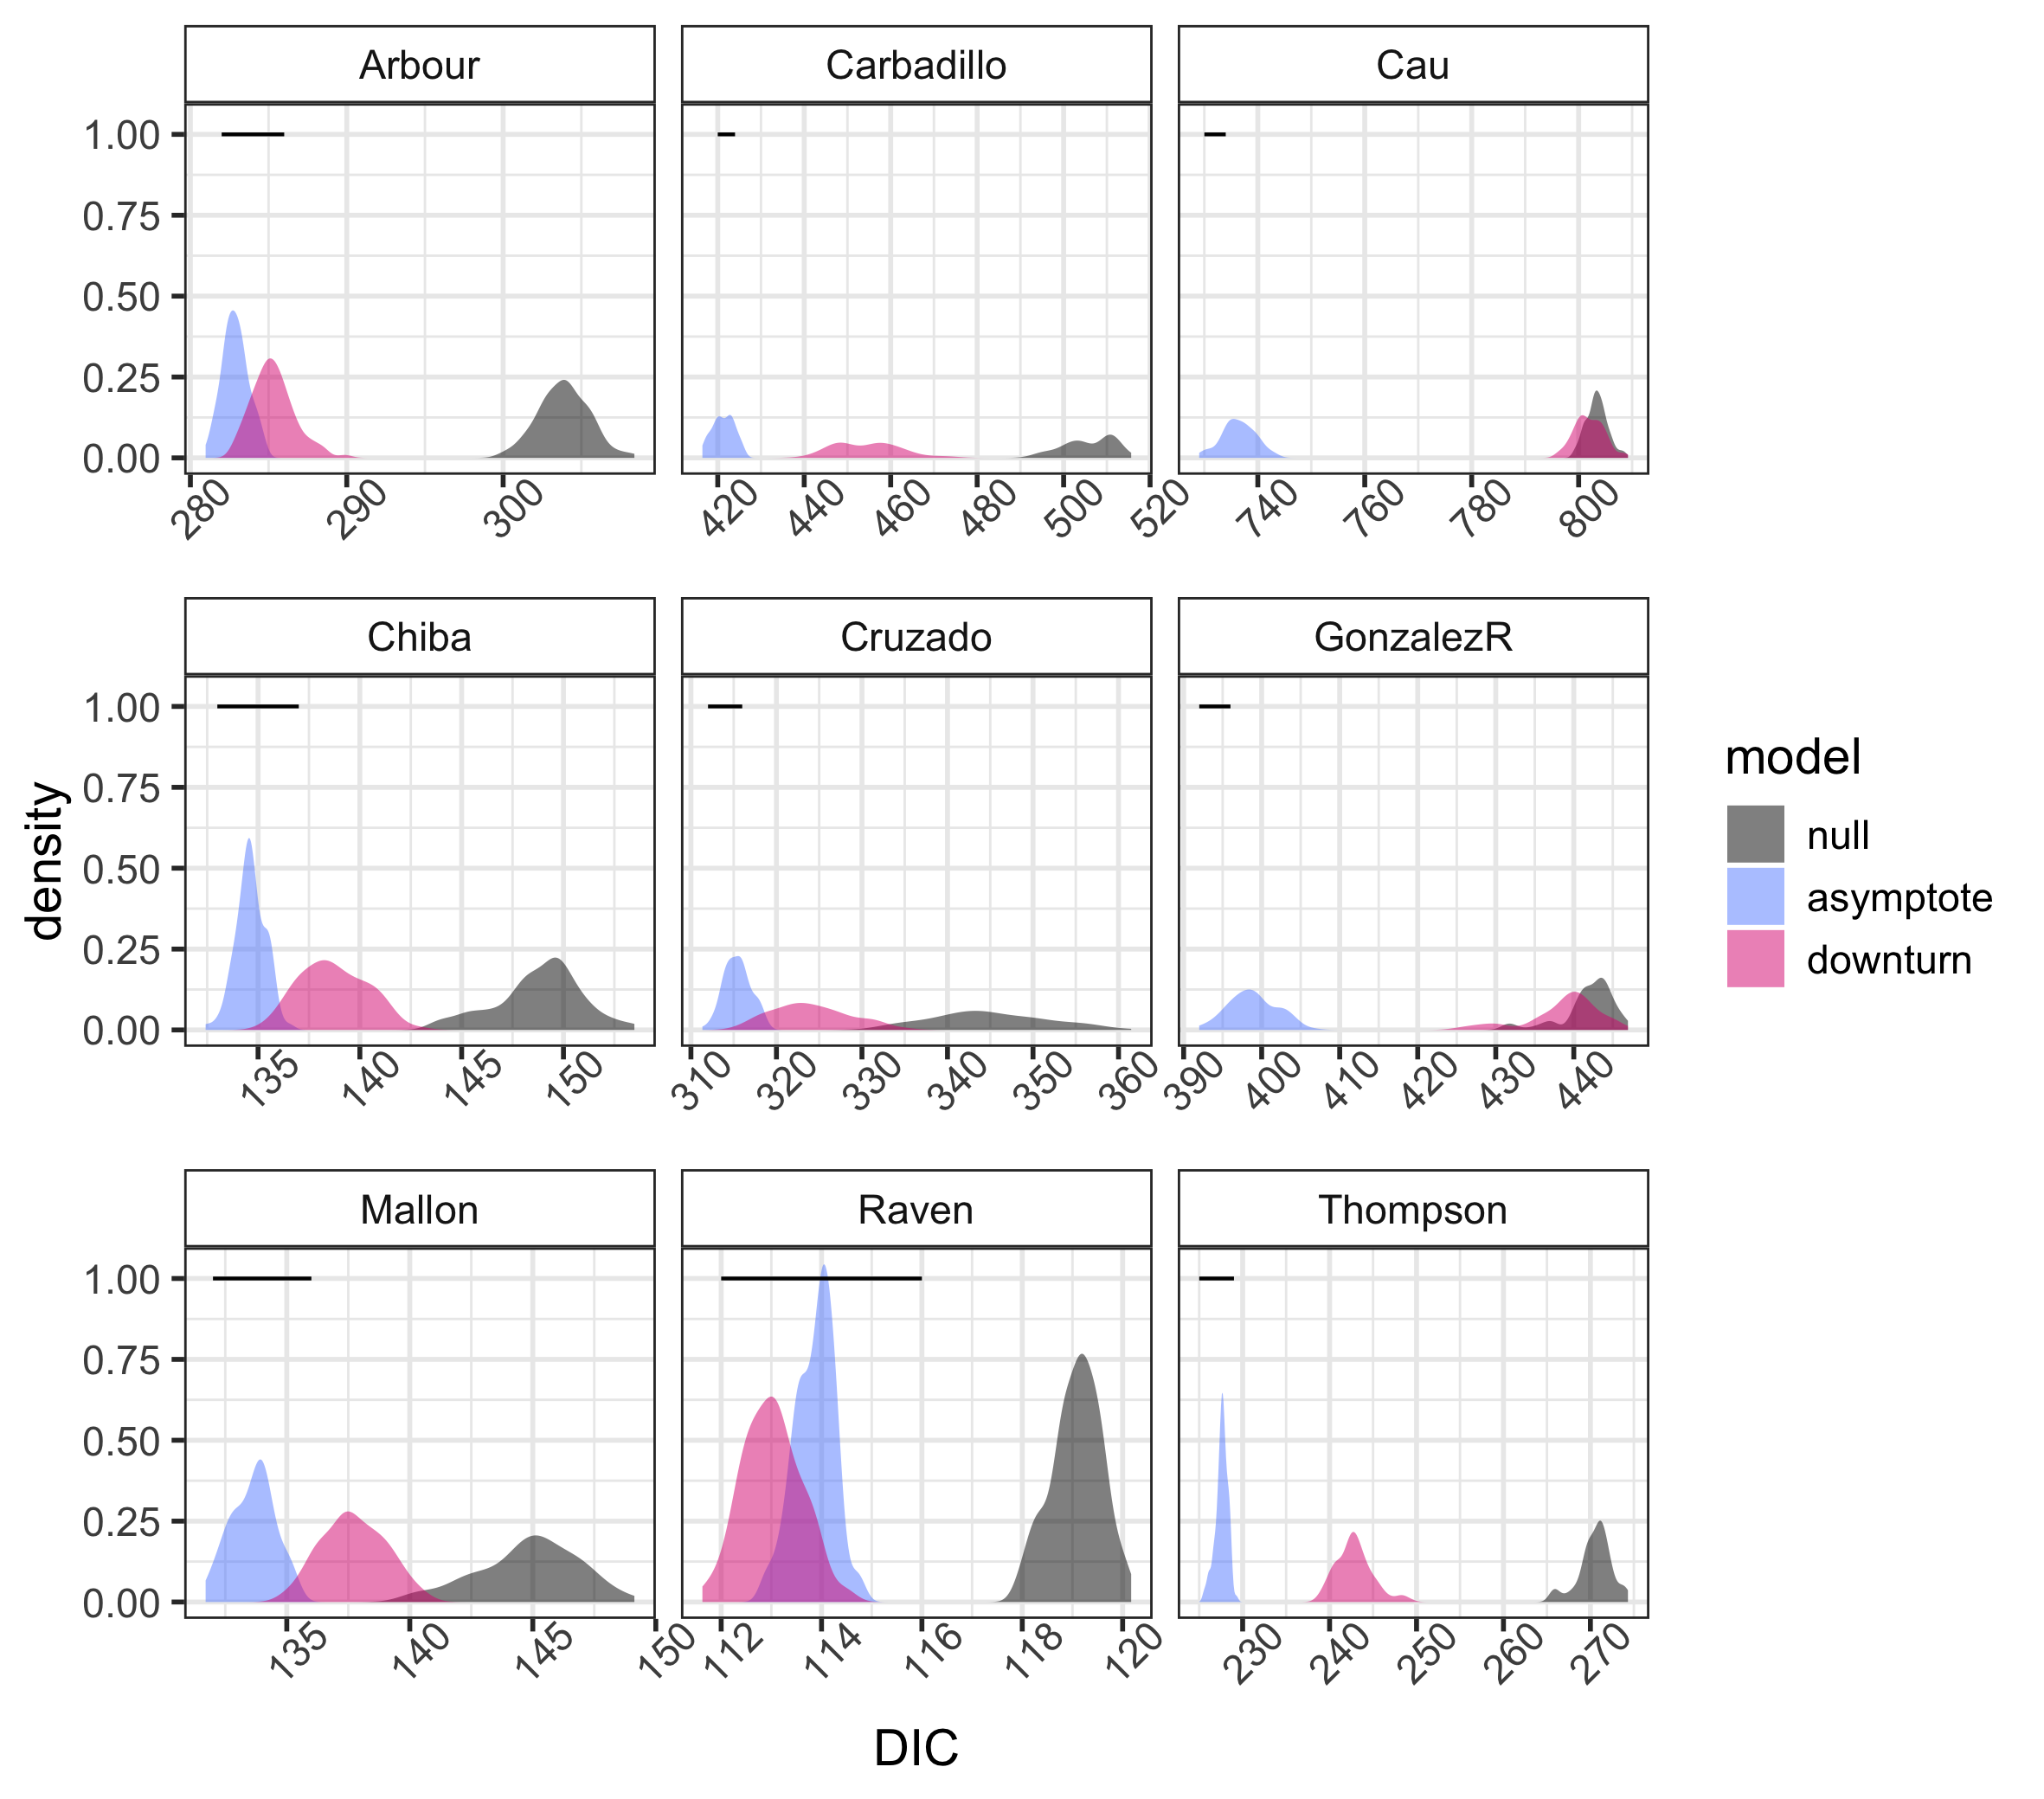 Arbour Carbadillo Cau
1.00
0.75
0.50
0.25
0.00
280 290 300 420 440 460 480 500 520 740 760 780 800
Chiba Cruzado GonzalezR
1.00
0.75
0.50
0.25
0.00
135 140 145 150 310 320 330 340 350 360 390 400 410 420 430 440
Mallon Raven Thompson
1.00
0.75
0.50
0.25
0.00
135 140 145 150 112 114 116 118 120 230 240 250 260 270
density
DIC
model
null
asymptote
downturn